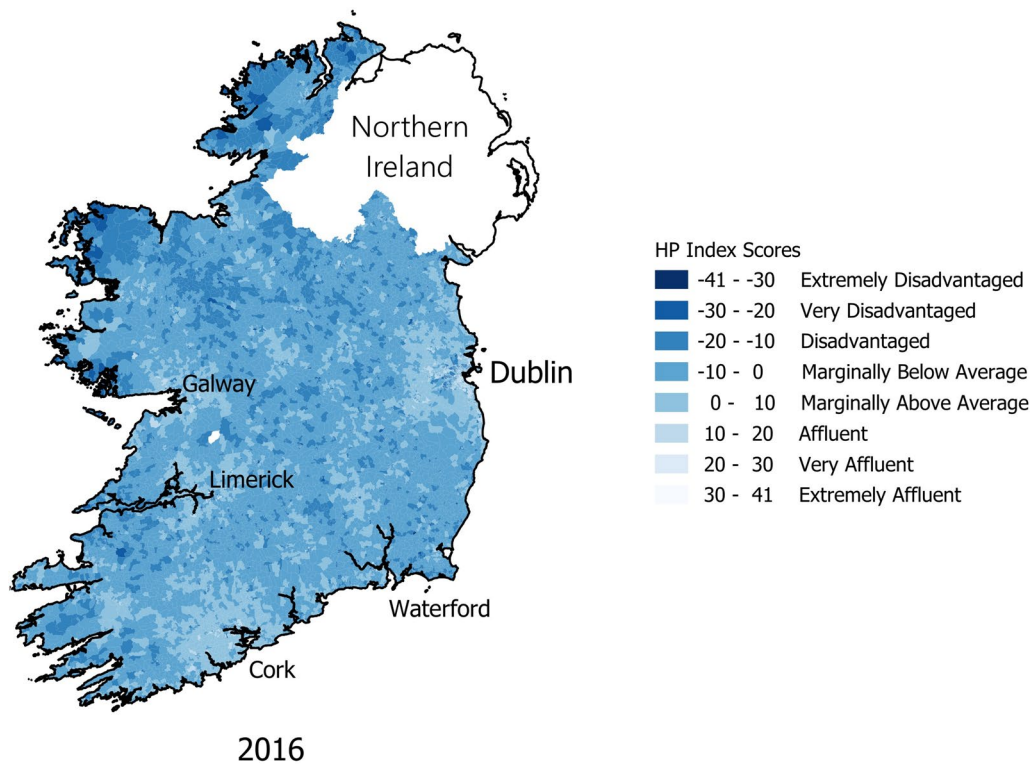 Northern
Ireland
HP Index Scores
-41 - -30 Extremely Disadvantaged
-30 - -20 Very Disadvantaged
-20 - -10 Disadvantaged
-10 - 0 Marginally Below Average
0 - 10 Marginally Above Average
10 - 20 Affluent
20 - 30 Very Affluent
30 - 41 Extremely Affluent
Dublin
Galway
Limerick
Waterford
Cork
2016